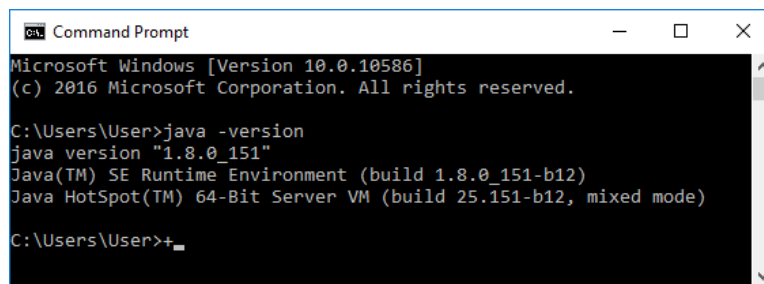 Command Prompt
Microsoft Windows [Version 10.0.10586]
(c) 2016 Microsoft Corporation. All rights reserved.
C:\Users\User>java -version
java version "1.8.0_151"
Java(TM) SE Runtime Environment (build 1.8.0_151-b12)
Java HotSpot(TM) 64-Bit Server VM (build 25.151-b12, mixed mode)
C:\Users\User>+_